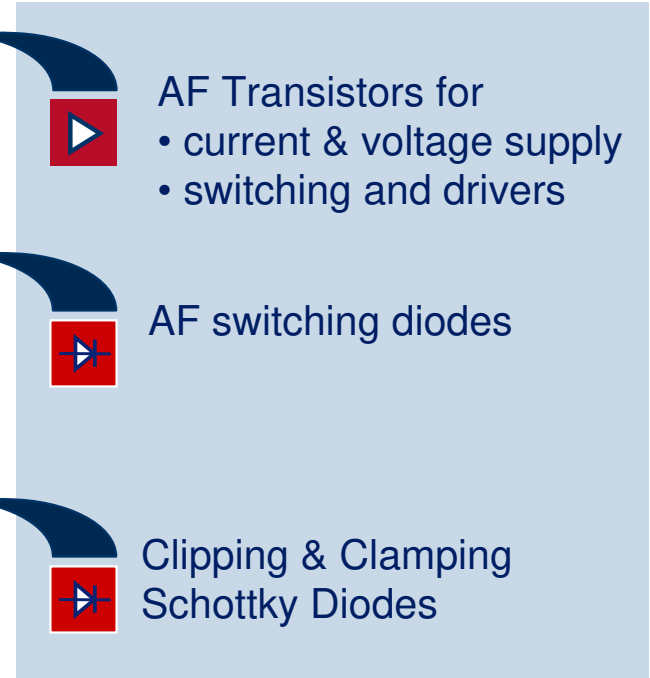 AF Transistors for
• current & voltage supply
• switching and drivers
AF switching diodes
Clipping & Clamping
Schottky Diodes